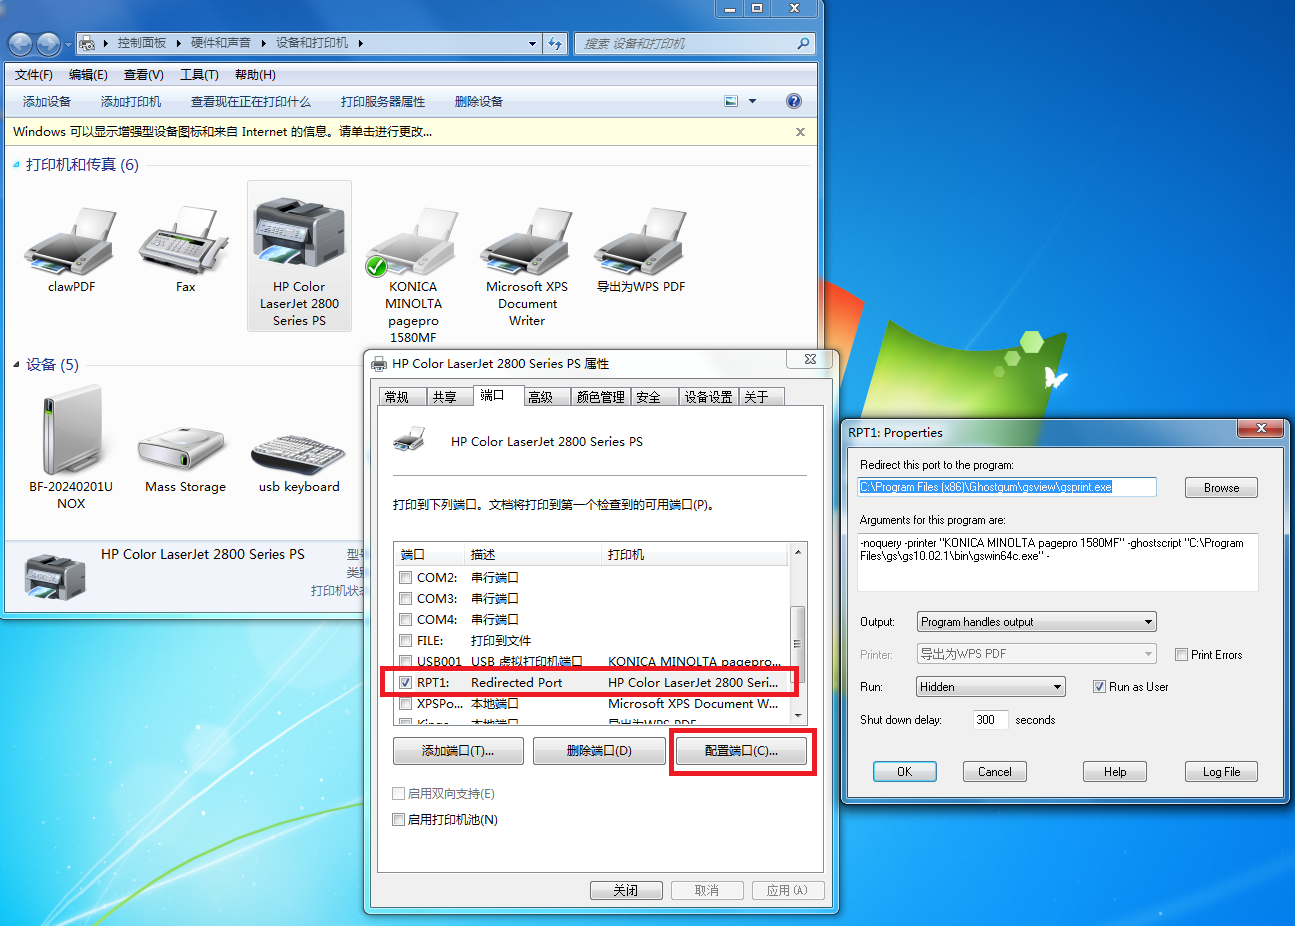 控制面板 ▸ 硬件和声音 ▸ 设备和打印机 ▸
搜索 设备和打印机
文件(F) 编辑(E) 查看(V) 工具(T) 帮助(H)
添加设备 添加打印机 查看现在正在打印什么 打印服务器属性 删除设备
Windows 可以显示增强型设备图标和来自 Internet 的信息。请单击进行更改...
打印机和传真 (6)
clawPDF
Fax
HP Color
LaserJet 2800
Series PS
KONICA
MINOLTA
pagepro
1580MF
Microsoft XPS
Document
Writer
导出为WPS PDF
设备 (5)
BF-20240201U
NOX
Mass Storage
usb keyboard
HP Color LaserJet 2800 Series PS
打印机状
HP Color LaserJet 2800 Series PS 属性
常规 共享 端口 高级 颜色管理 安全 设备设置 关于
HP Color LaserJet 2800 Series PS
打印到下列端口。文档将打印到第一个检查到的可用端口(P)。
端口 描述 打印机
COM2: 串行端口
COM3: 串行端口
COM4: 串行端口
FILE: 打印到文件
USB001 USB 虚拟打印机端口 KONICA MINOLTA pagepro...
RPT1: Redirected Port HP Color LaserJet 2800 Seri...
XPSPo... 本地端口 Microsoft XPS Document W...
本地端口 导出为WPS PDF
添加端口(T)... 删除端口(D) 配置端口(C)...
启用双向支持(E)
启用打印机池(N)
关闭 取消 应用(A)
RPT1: Properties
Redirect this port to the program:
C:\Program Files (x86)\Ghostgum\gsview\gsprint.exe
Browse
Arguments for this program are:
-noquery -printer "KONICA MINOLTA pagepro 1580MF" -ghostscript "C:\Program
Files\gs\gs10.02.1\bin\gswin64c.exe" -
Output: Program handles output
Printer: 导出为WPS PDF Print Errors
Run: Hidden Run as User
Shut down delay: 300 seconds
OK Cancel Help Log File